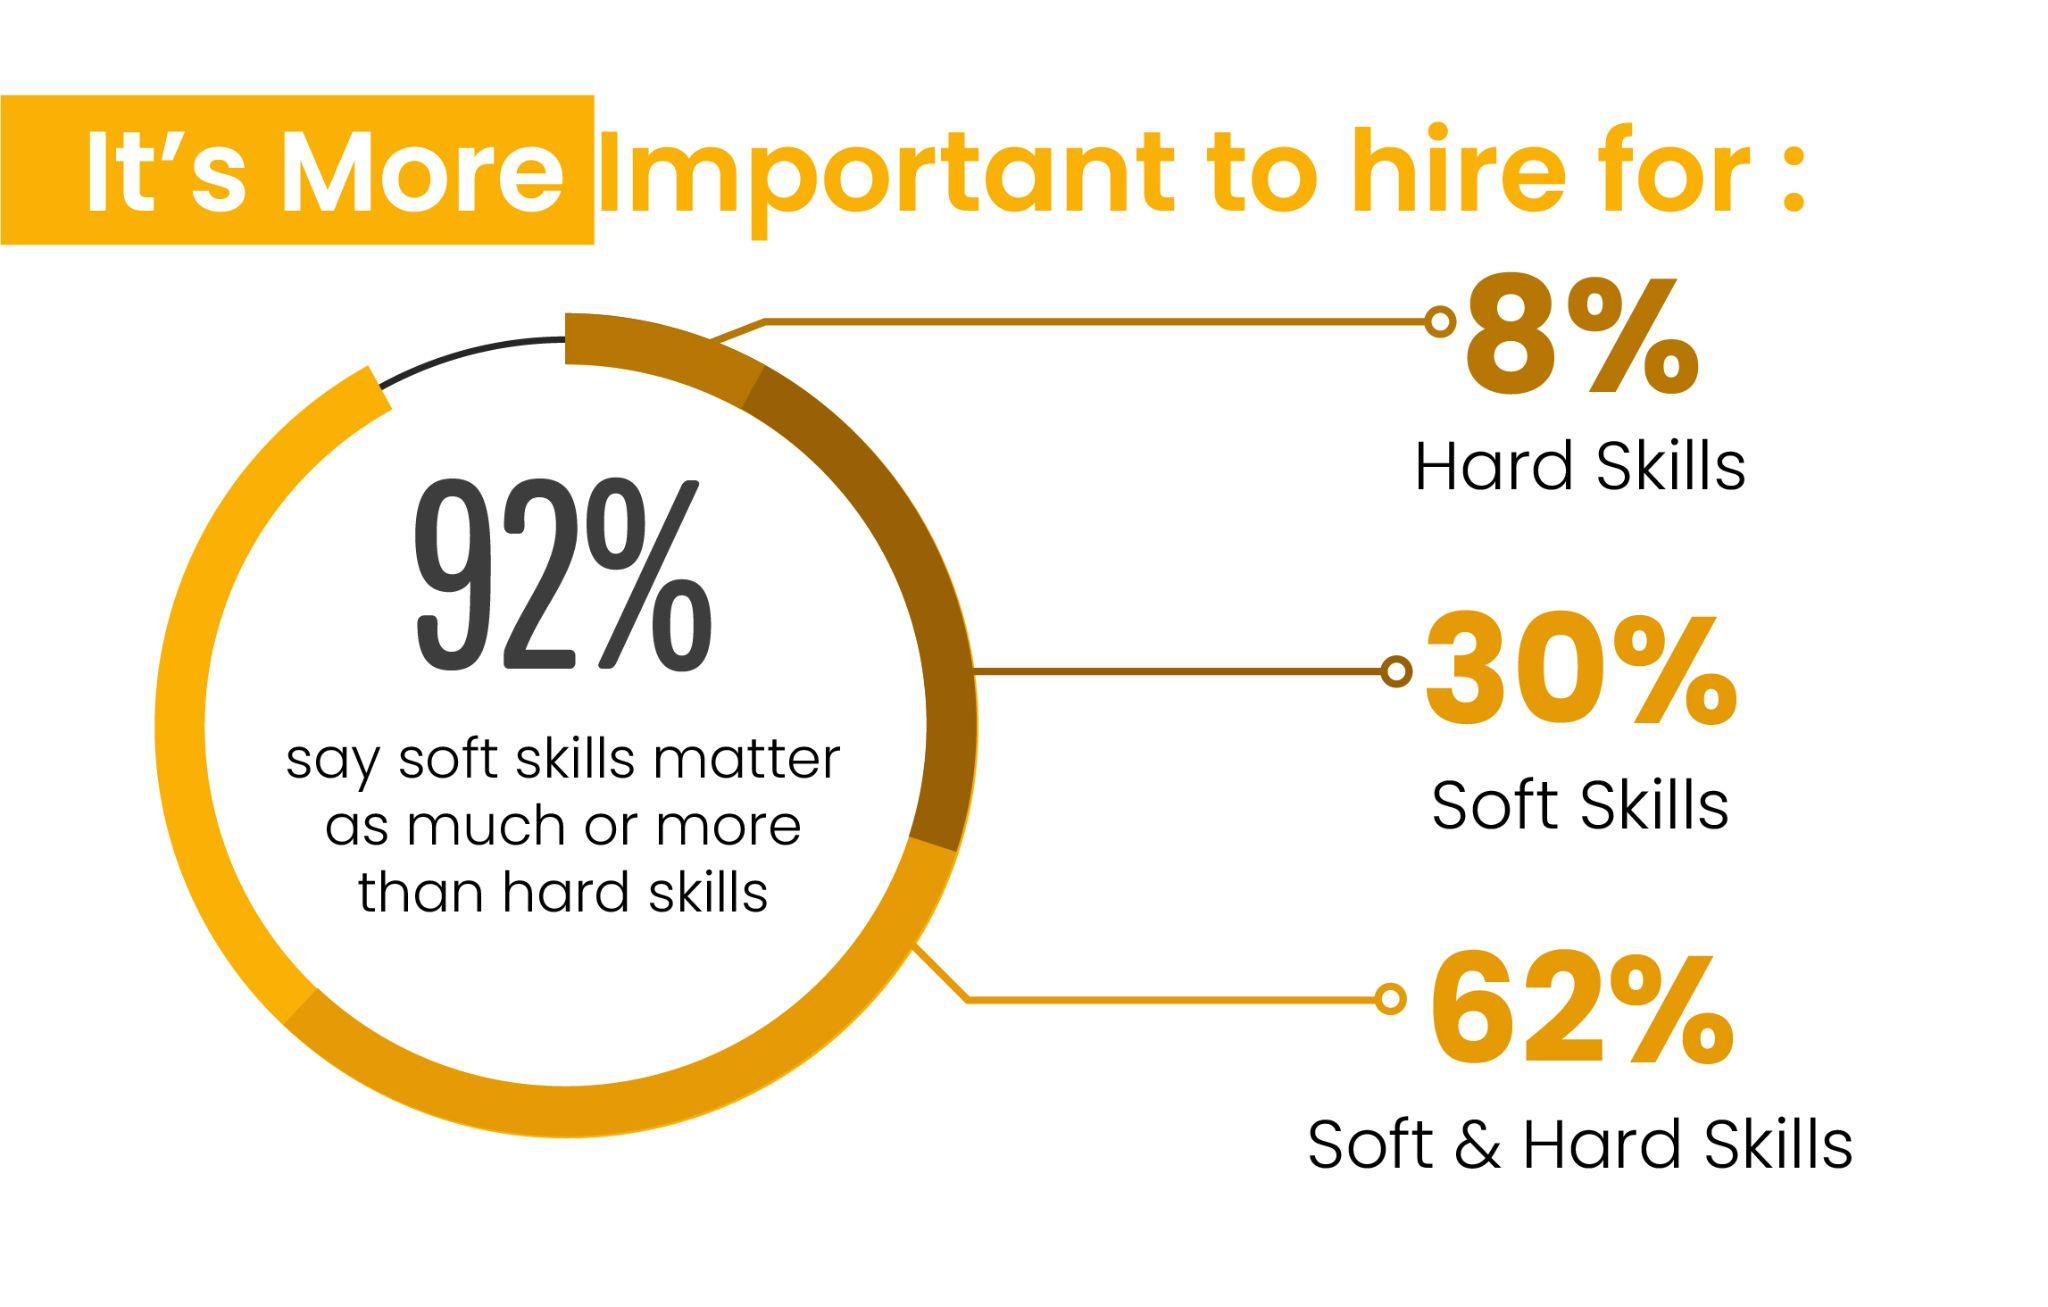 It’s More Important to hire for :
8%
Hard Skills
92%
say soft skills matter
as much or more
than hard skills
30%
Soft Skills
62%
Soft & Hard Skills